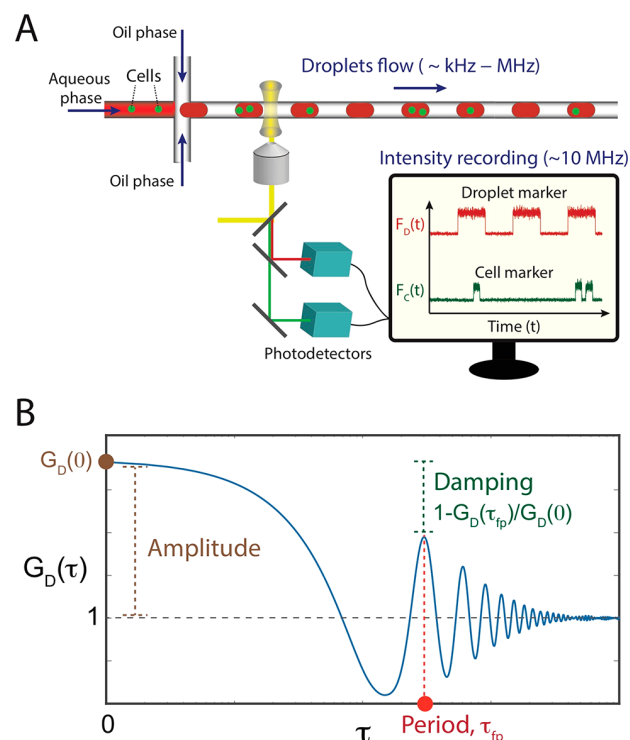 A
Oil phase
Aqueous phase
Cells
Droplets flow (~ kHz – MHz)
Oil phase
Intensity recording (~10 MHz)
Droplet marker
F_D(t)
Cell marker
F_C(t)
Time (t)
Photodetectors
B
G_D(0)
Damping
1-G_D(τ_fp)/G_D(0)
Amplitude
G_D(τ)
1
0
τ
Period, τ_fp